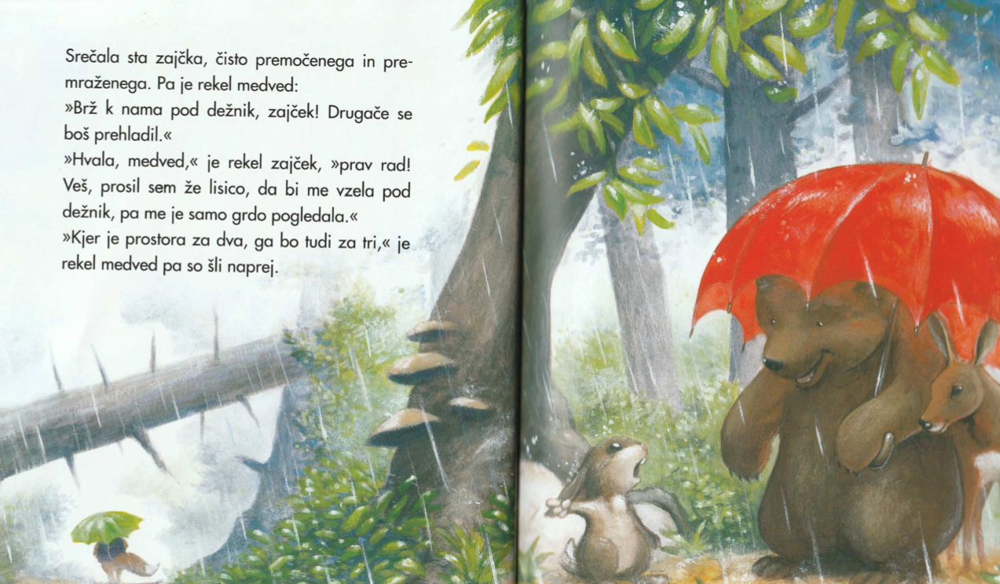 Srečala sta zajčka, čisto premočenega in pre-
mraženega. Pa je rekel medved:
»Brž k nama pod dežnik, zajček! Drugače se
boš prehladil.«
»Hvala, medved,« je rekel zajček, »prav rad!
Veš, prosil sem že lisico, da bi me vzela pod
dežnik, pa me je samo grdo pogledala.«
»Kjer je prostora za dva, ga bo tudi za tri,« je
rekel medved pa so šli naprej.